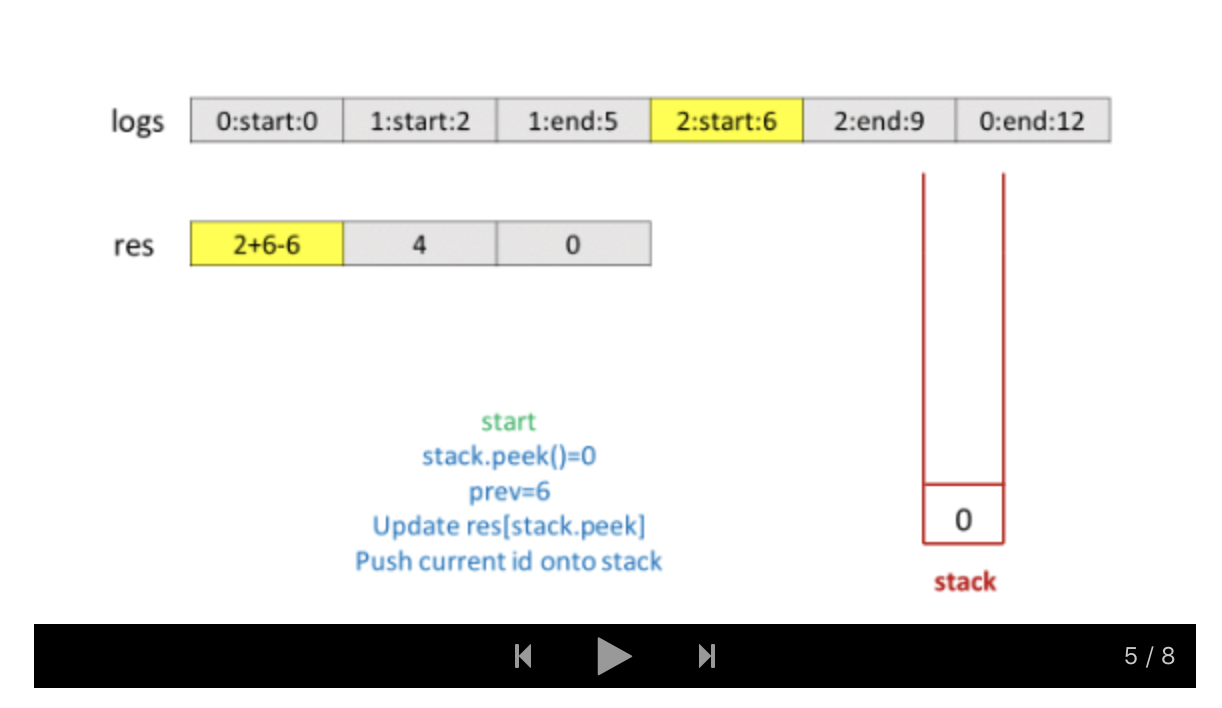 logs 0:start:0 1:start:2 1:end:5 2:start:6 2:end:9 0:end:12
res 2+6-6 4 0
start
stack.peek()=0
prev=6
Update res[stack.peek]
Push current id onto stack
0
stack
5 / 8